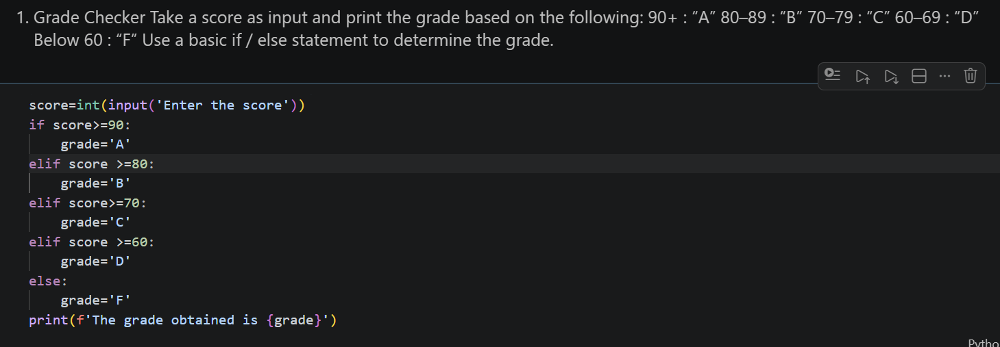 1. Grade Checker Take a score as input and print the grade based on the following: 90+ : “A” 80–89 : “B” 70–79 : “C” 60–69 : “D”
Below 60 : “F” Use a basic if / else statement to determine the grade.
score=int(input('Enter the score'))
if score>=90:
    grade='A'
elif score >=80:
    grade='B'
elif score>=70:
    grade='C'
elif score >=60:
    grade='D'
else:
    grade='F'
print(f'The grade obtained is {grade}')
Pytho